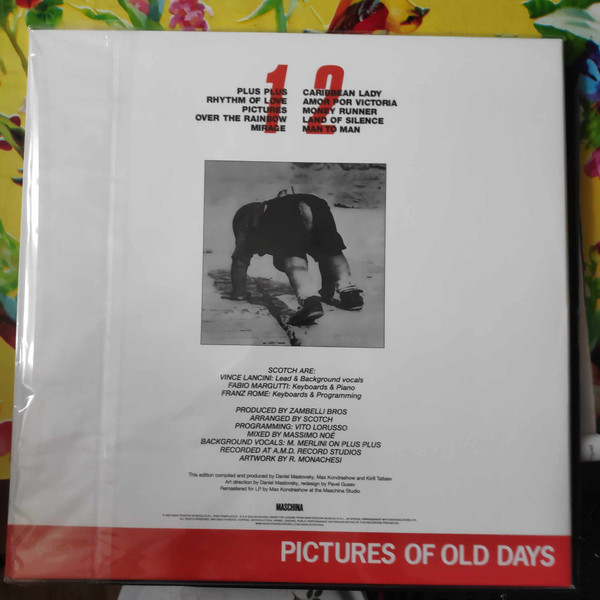 1 2
PLUS PLUS
RHYTHM OF LOVE
PICTURES
OVER THE RAINBOW
MIRAGE
CARIBBEAN LADY
AMOR POR VICTORIA
MONEY RUNNER
LAND OF SILENCE
MAN TO MAN
SCOTCH ARE:
VINCE LANCINI: Lead & Background vocals
FABIO MARGUTTI: Keyboards & Piano
FRANZ ROME: Keyboards & Programming
PRODUCED BY ZAMBELLI BROS
ARRANGED BY SCOTCH
PROGRAMMING: VITO LORUSSO
MIXED BY MASSIMO NOÉ
BACKGROUND VOCALS: M. MERLINI ON PLUS PLUS
RECORDED AT A.M.D. RECORD STUDIOS
ARTWORK BY R. MONACHESI
This edition compiled and produced by Daniel Maslovsky, Max Kondrashow and Kirill Taltaev
Art direction by Daniel Maslovsky, redesign by Pavel Gusev
Remastered for LP by Max Kondrashow at the Maschina Studio
MASCHINA
PICTURES OF OLD DAYS